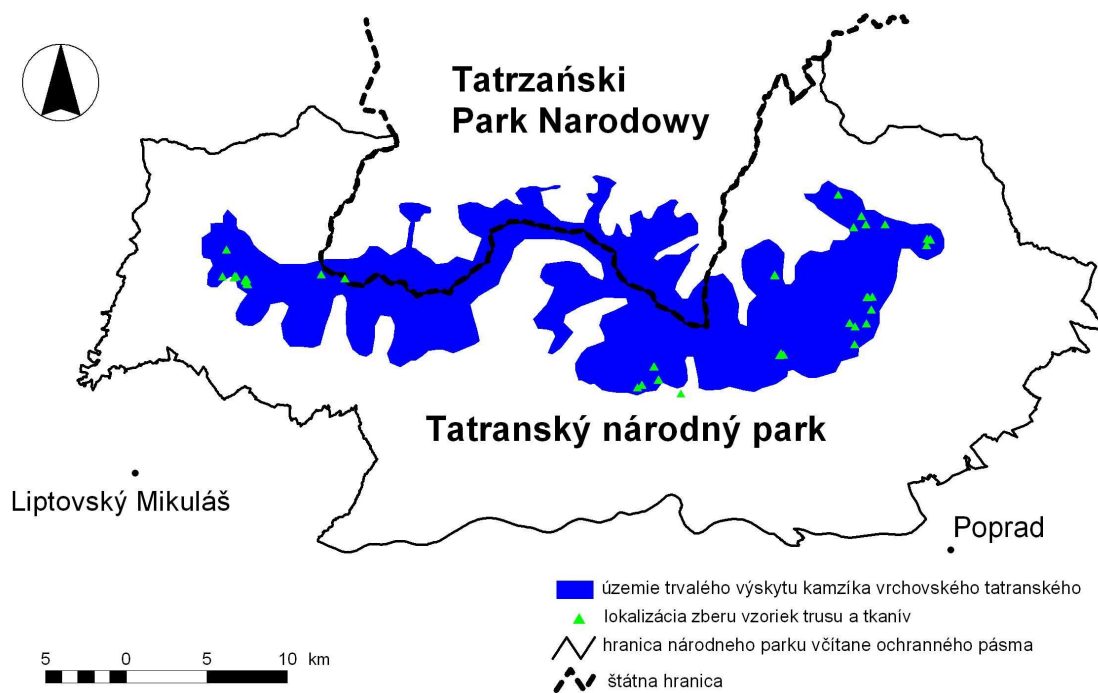 Tatrzański
Park Narodowy
Tatranský národný park
Liptovský Mikuláš
Poprad
územie trvalého výskytu kamzíka vrchovského tatranského
lokalizácia zberu vzoriek trusu a tkanív
hranica národneho parku včítane ochranného pásma
štátna hranica
5 0 5 10 km